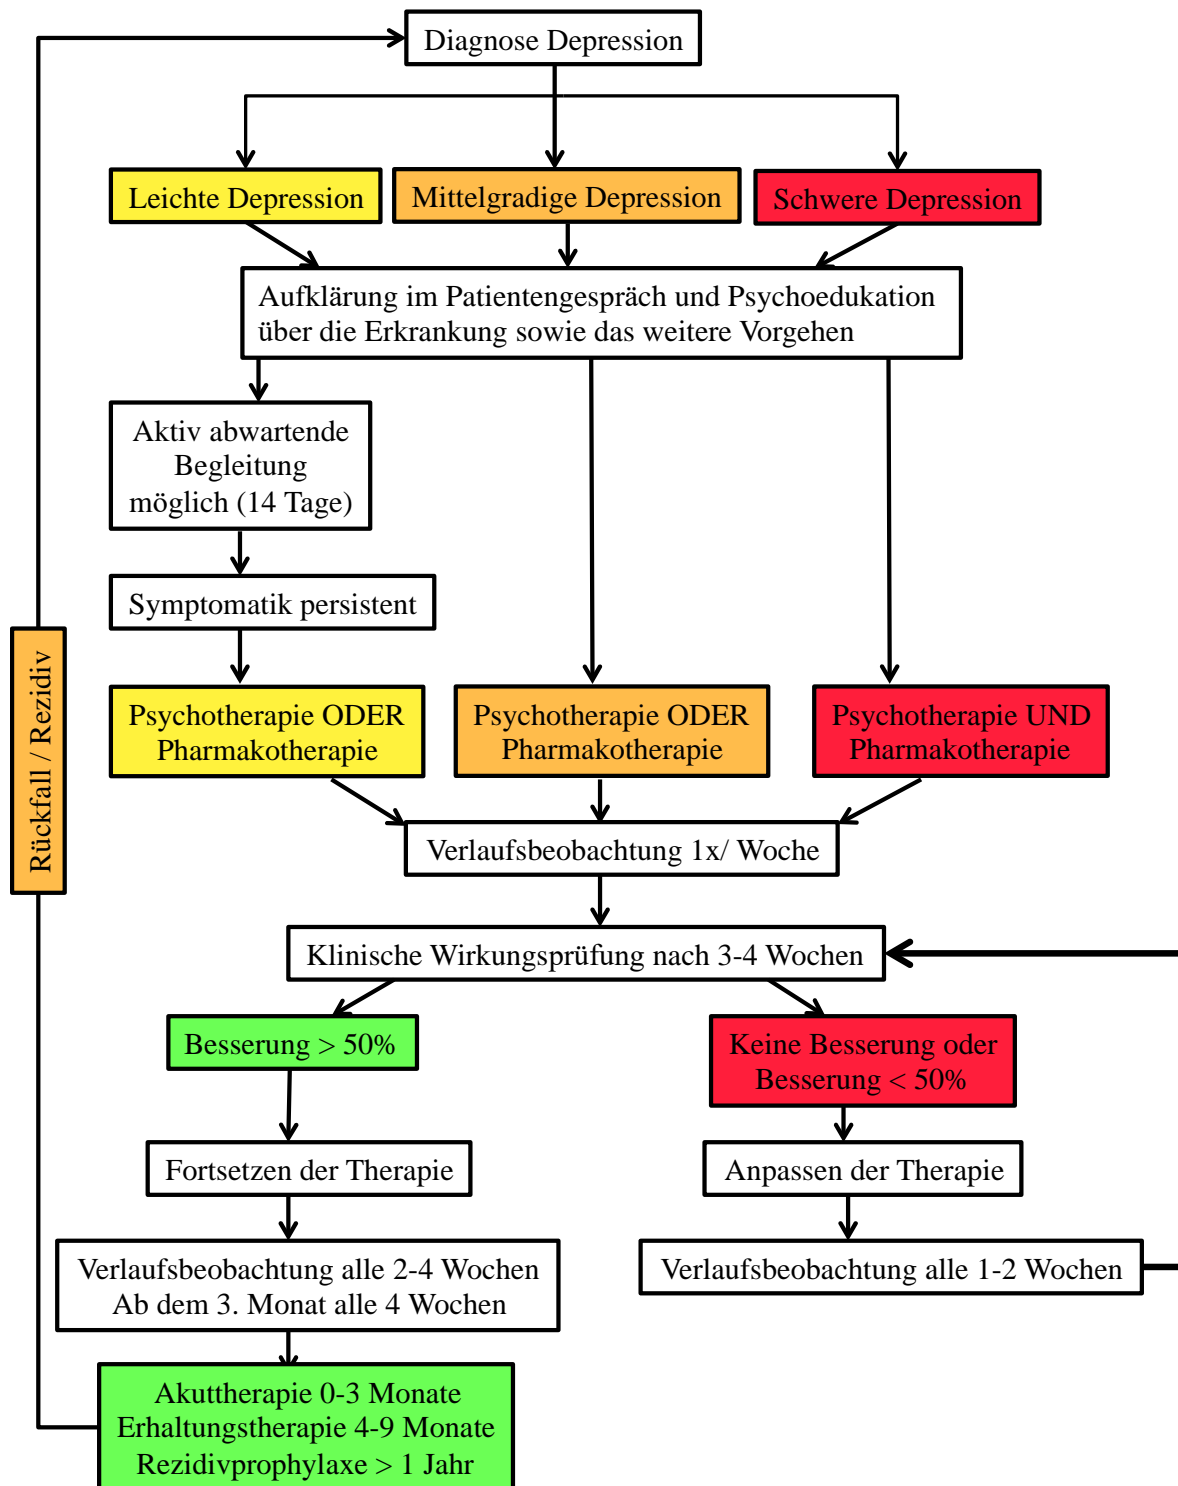 Diagnose Depression
Leichte Depression
Mittelgradige Depression
Schwere Depression
Aufklärung im Patientengespräch und Psychoedukation
über die Erkrankung sowie das weitere Vorgehen
Aktiv abwartende
Begleitung
möglich (14 Tage)
Symptomatik persistent
Rückfall / Rezidiv
Psychotherapie ODER
Pharmakotherapie
Psychotherapie ODER
Pharmakotherapie
Psychotherapie UND
Pharmakotherapie
Verlaufsbeobachtung 1x/ Woche
Klinische Wirkungsprüfung nach 3-4 Wochen
Besserung > 50%
Keine Besserung oder
Besserung < 50%
Fortsetzen der Therapie
Anpassen der Therapie
Verlaufsbeobachtung alle 2-4 Wochen
Ab dem 3. Monat alle 4 Wochen
Verlaufsbeobachtung alle 1-2 Wochen
Akuttherapie 0-3 Monate
Erhaltungstherapie 4-9 Monate
Rezidivprophylaxe > 1 Jahr